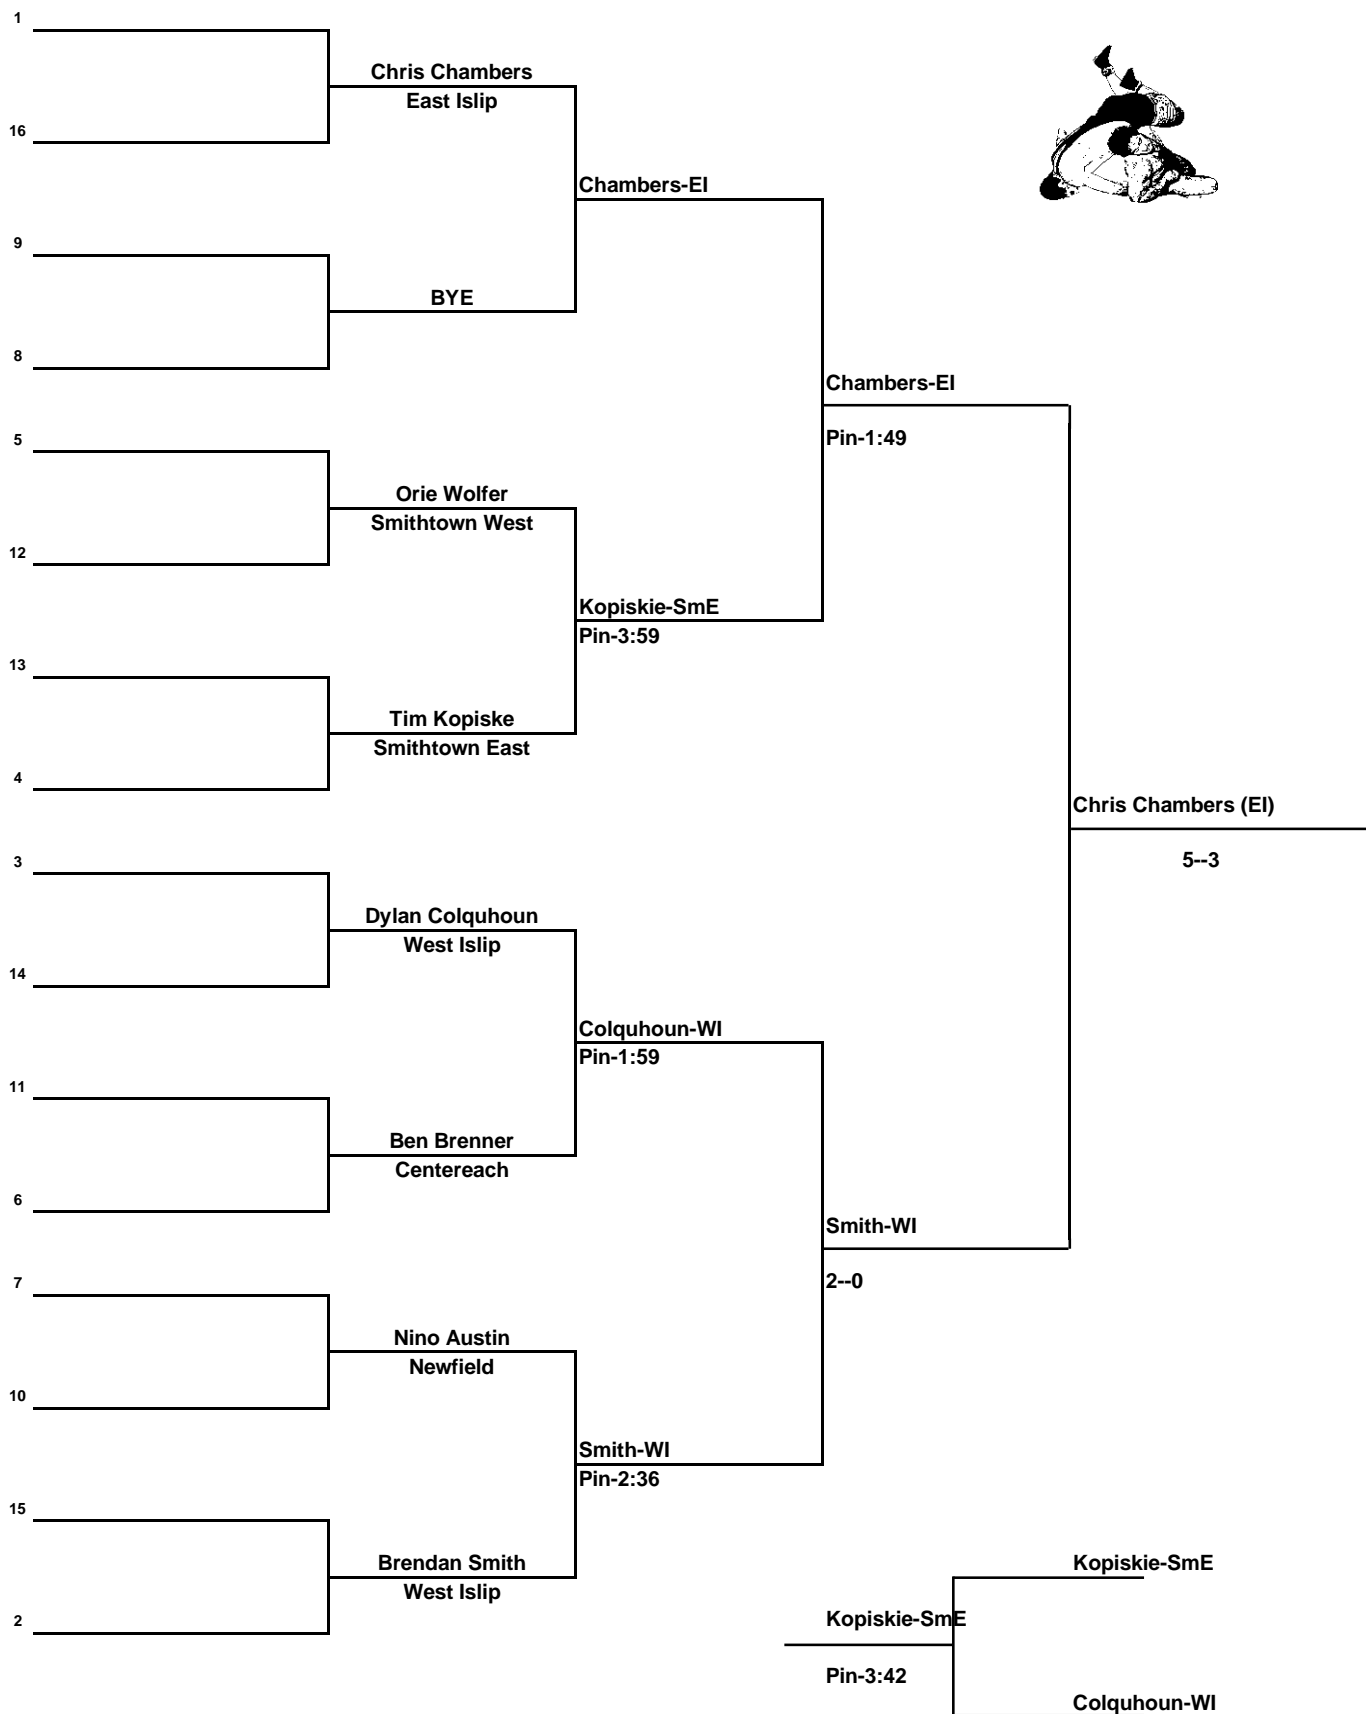 1
Chris Chambers
East Islip
16
Chambers-EI
9
BYE
8
Chambers-EI
Pin-1:49
5
Orie Wolfer
Smithtown West
12
Kopiskie-SmE
Pin-3:59
13
Tim Kopiske
Smithtown East
4
Chris Chambers (EI)
5--3
3
Dylan Colquhoun
West Islip
14
Colquhoun-WI
Pin-1:59
11
Ben Brenner
Centereach
6
Smith-WI
2--0
7
Nino Austin
Newfield
10
Smith-WI
Pin-2:36
15
Brendan Smith
West Islip
2
Kopiskie-SmE
Kopiskie-SmE
Pin-3:42
Colquhoun-WI